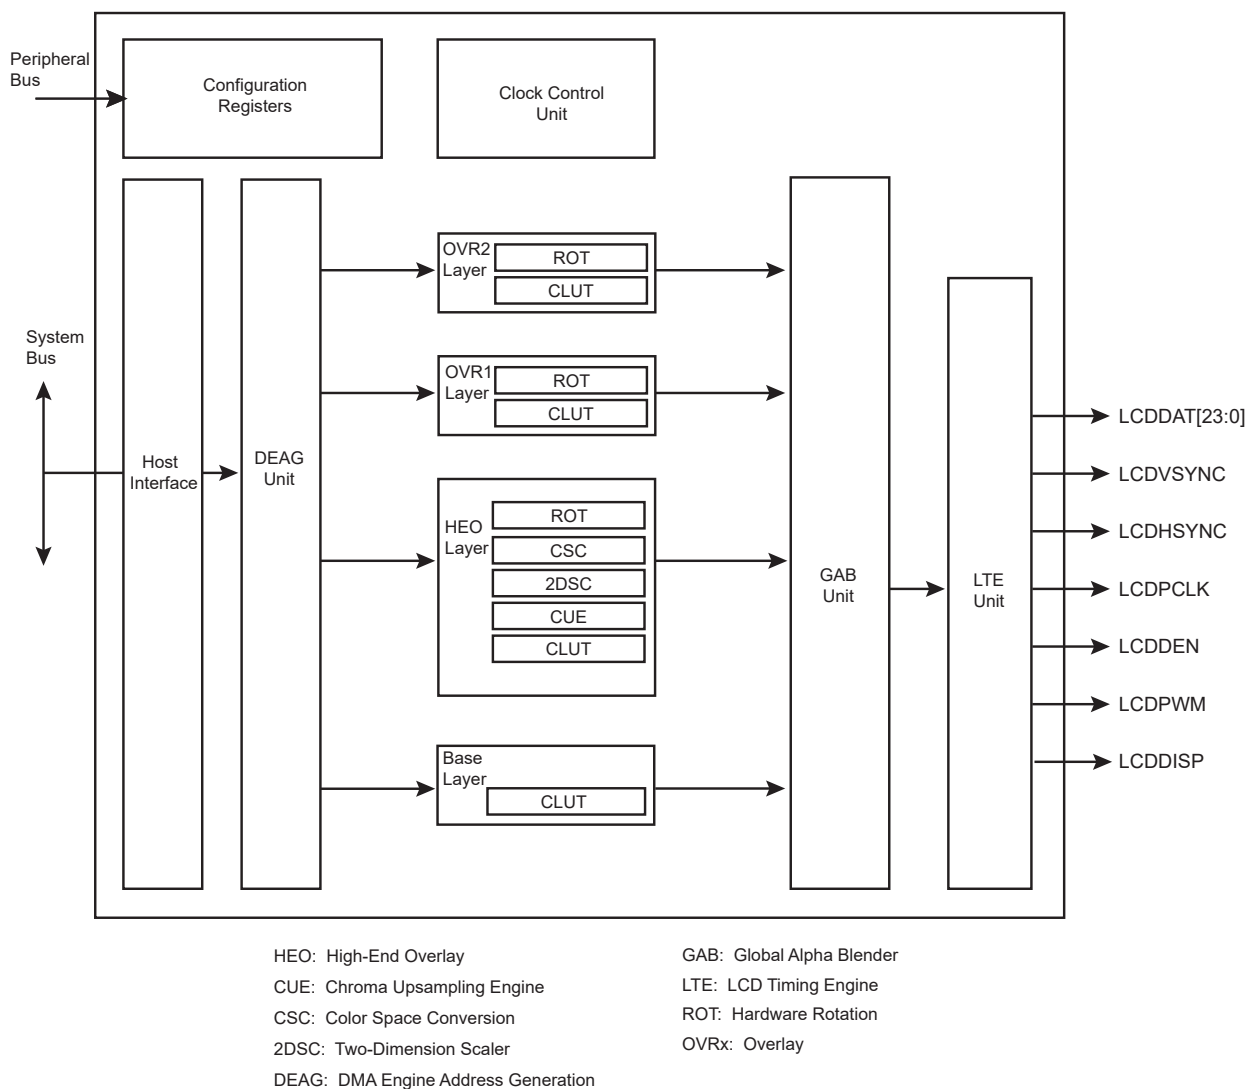 Peripheral
Bus
Configuration
Registers
Clock Control
Unit
System
Bus
Host
Interface
DEAG
Unit
OVR2
Layer
ROT
CLUT
OVR1
Layer
ROT
CLUT
HEO
Layer
ROT
CSC
2DSC
CUE
CLUT
Base
Layer
CLUT
GAB
Unit
LTE
Unit
LCDDAT[23:0]
LCDVSYNC
LCDHSYNC
LCDPCLK
LCDDEN
LCDPWM
LCDDISP
HEO: High-End Overlay
CUE: Chroma Upsampling Engine
CSC: Color Space Conversion
2DSC: Two-Dimension Scaler
DEAG: DMA Engine Address Generation
GAB: Global Alpha Blender
LTE: LCD Timing Engine
ROT: Hardware Rotation
OVRx: Overlay